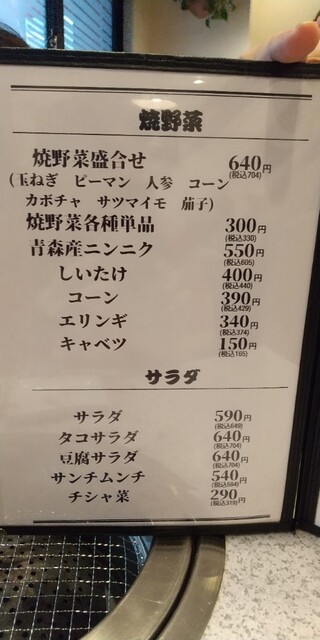 焼野菜
焼野菜盛合せ 640円
(税込704)
(玉ねぎ ピーマン 人参 コーン
カボチャ サツマイモ 茄子)
焼野菜各種単品 300円
(税込330)
青森産ニンニク 550円
(税込605)
しいたけ 400円
(税込440)
コーン 390円
(税込429)
エリンギ 340円
(税込374)
キャベツ 150円
(税込165)
サラダ
サラダ 590円
(税込649)
タコサラダ 640円
(税込704)
豆腐サラダ 640円
(税込704)
サンチムンチ 540円
(税込594)
チシャ菜 290円
(税込319)